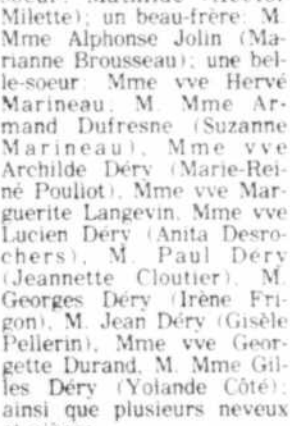 Milette); un beau-frère: M.
Mme Alphonse Jolin (Ma-
rianne Brousseau); une bel-
le-soeur: Mme vve Hervé
Marineau, M. Mme Ar-
mand Dufresne (Suzanne
Marineau), Mme vve
Archilde Déry (Marie-Rei-
né Pouliot), Mme vve Mar-
guerite Langevin, Mme vve
Lucien Déry (Anita Desro-
chers), M. Paul Déry
(Jeannette Cloutier), M.
Georges Déry (Irène Fri-
gon), M. Jean Déry (Gisèle
Pellerin), Mme vve Geor-
gette Durand, M. Mme Gil-
les Déry (Yolande Côté);
ainsi que plusieurs neveux